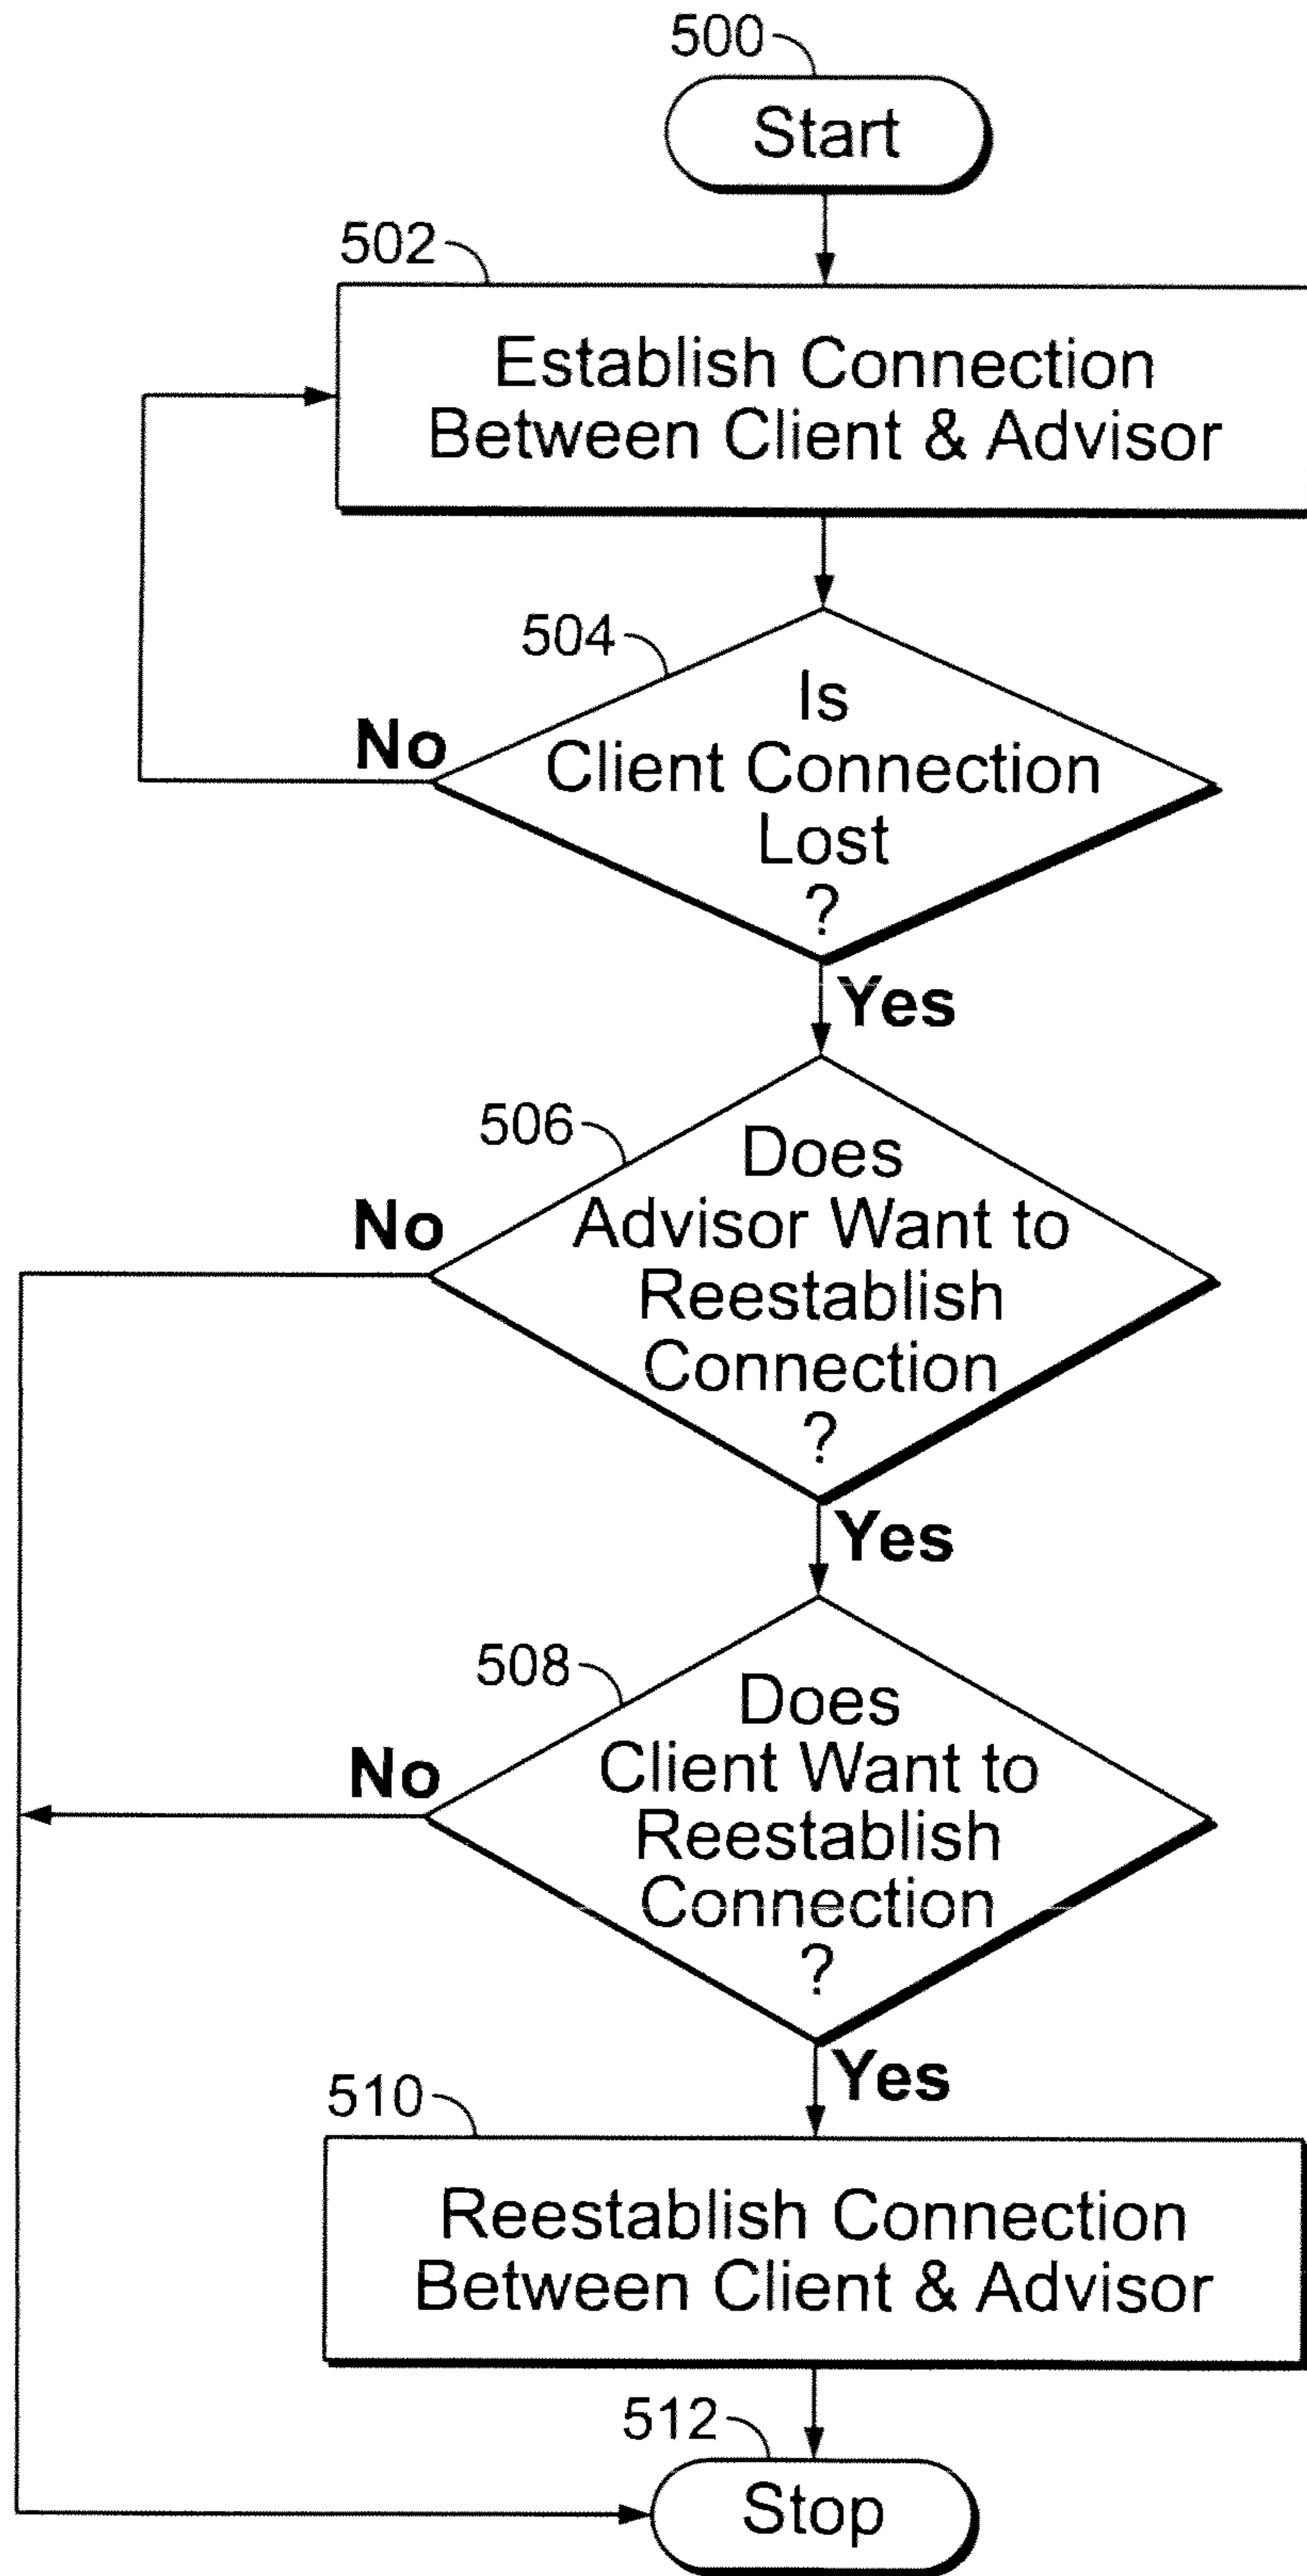 500
Start
502
Establish Connection
Between Client & Advisor
504
Is
Client Connection
Lost
?
No
Yes
506
Does
Advisor Want to
Reestablish
Connection
?
No
Yes
508
Does
Client Want to
Reestablish
Connection
?
No
Yes
510
Reestablish Connection
Between Client & Advisor
512
Stop